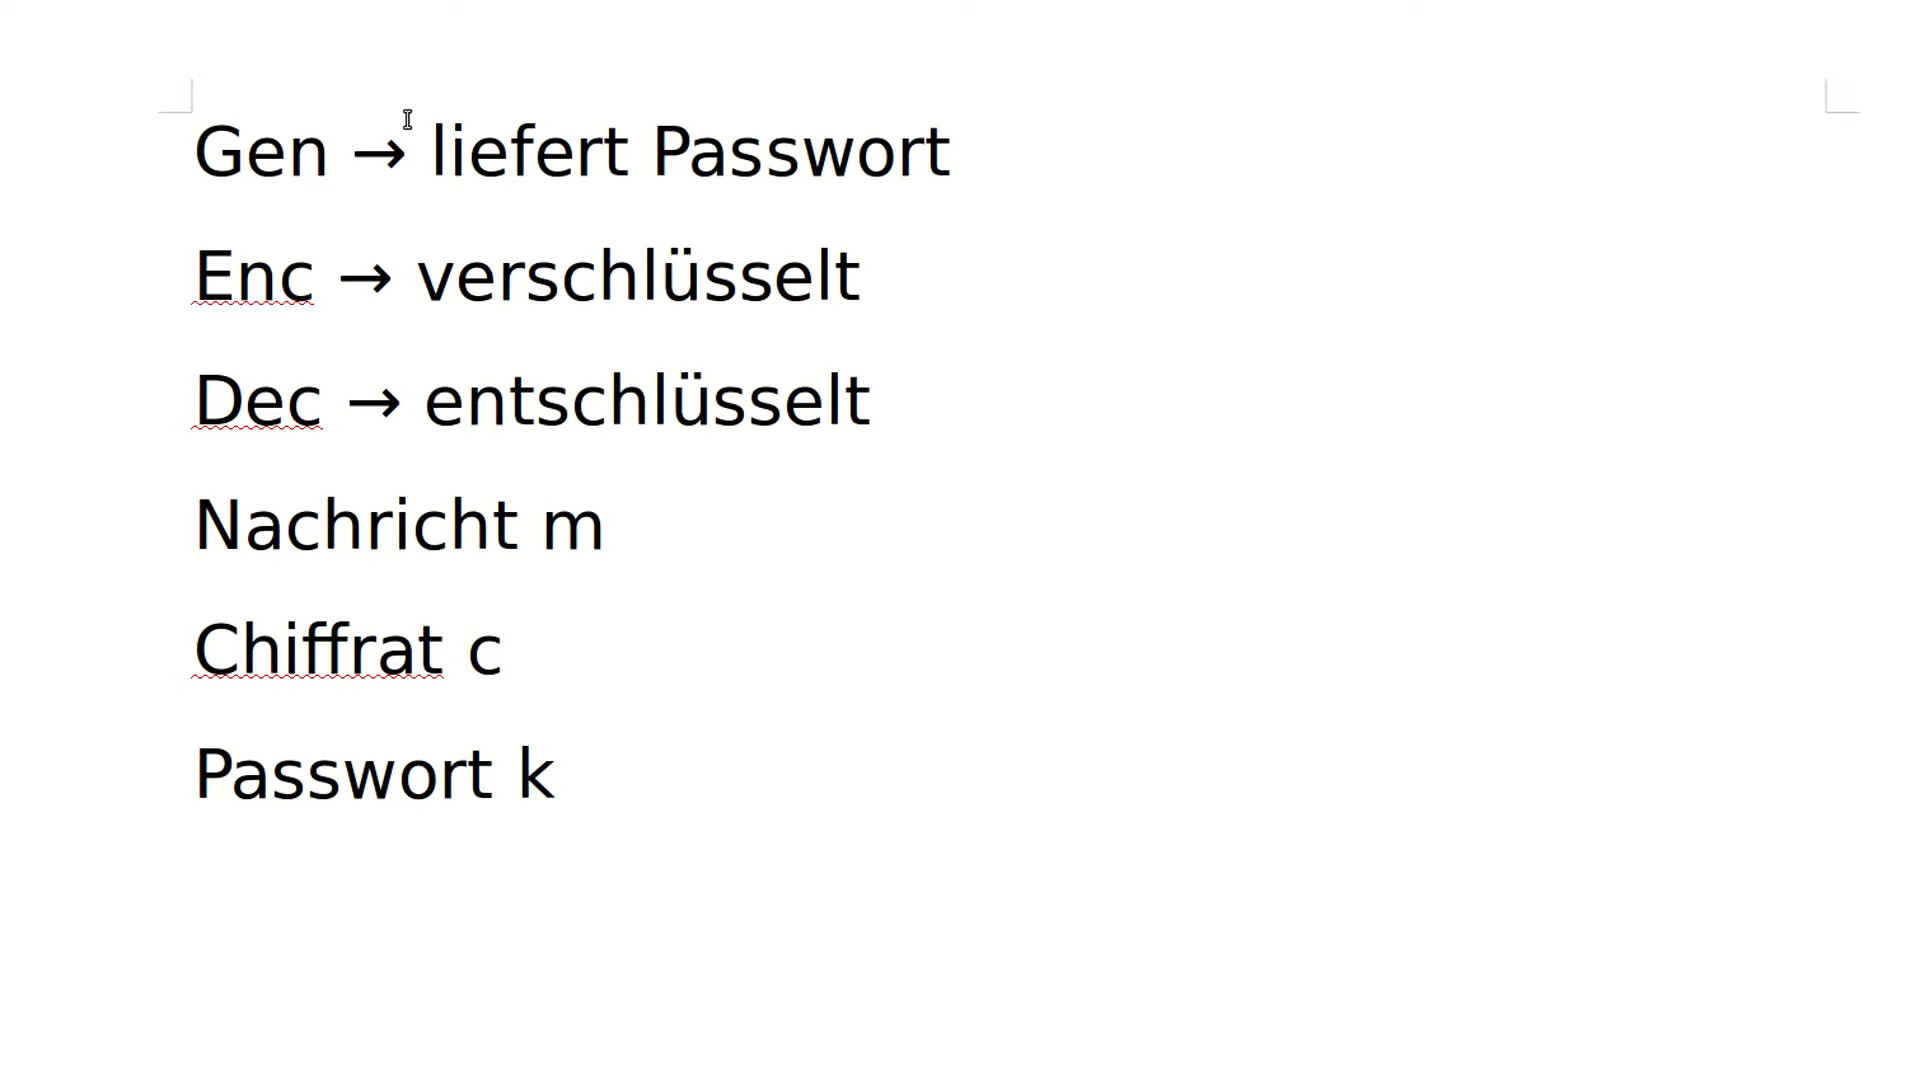 Gen → liefert Passwort
Enc → verschlüsselt
Dec → entschlüsselt
Nachricht m
Chiffrat c
Passwort k